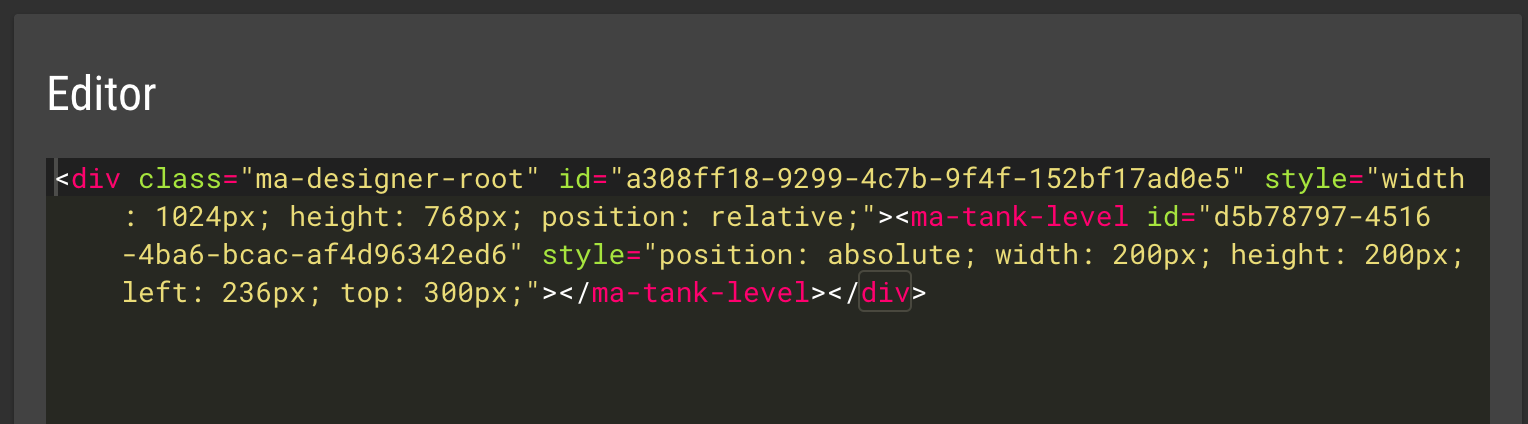 Editor
<div class="ma-designer-root" id="a308ff18-9299-4c7b-9f4f-152bf17ad0e5" style="width
: 1024px; height: 768px; position: relative;"><ma-tank-level id="d5b78797-4516
-4ba6-bcac-af4d96342ed6" style="position: absolute; width: 200px; height: 200px;
left: 236px; top: 300px;"></ma-tank-level></div>